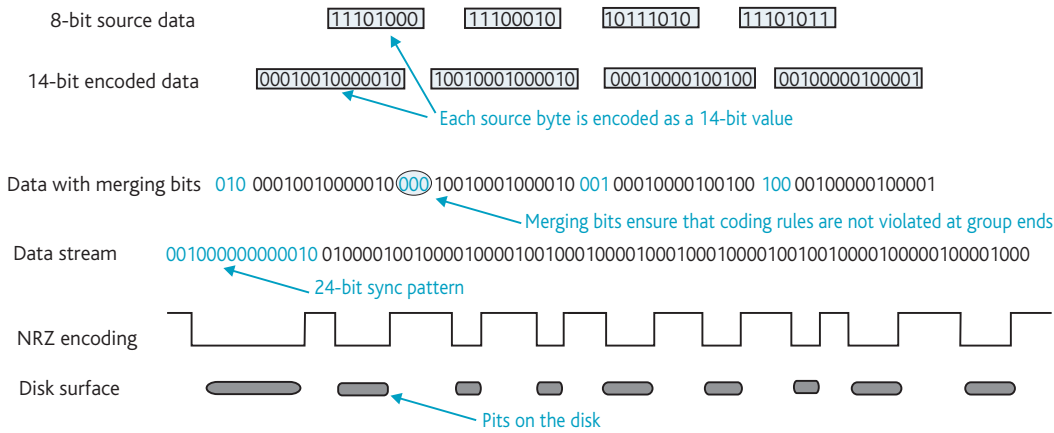 8-bit source data 11101000 11100010 10111010 11101011
14-bit encoded data 00010010000010 10010001000010 00010000100100 00100000100001
Each source byte is encoded as a 14-bit value
Data with merging bits 010 00010010000010 000 10010001000010 001 00010000100100 100 00100000100001
Merging bits ensure that coding rules are not violated at group ends
Data stream 001000000000010 0100001001000010000100100010000100010001000010010010000100000100001000
24-bit sync pattern
NRZ encoding
Disk surface
Pits on the disk